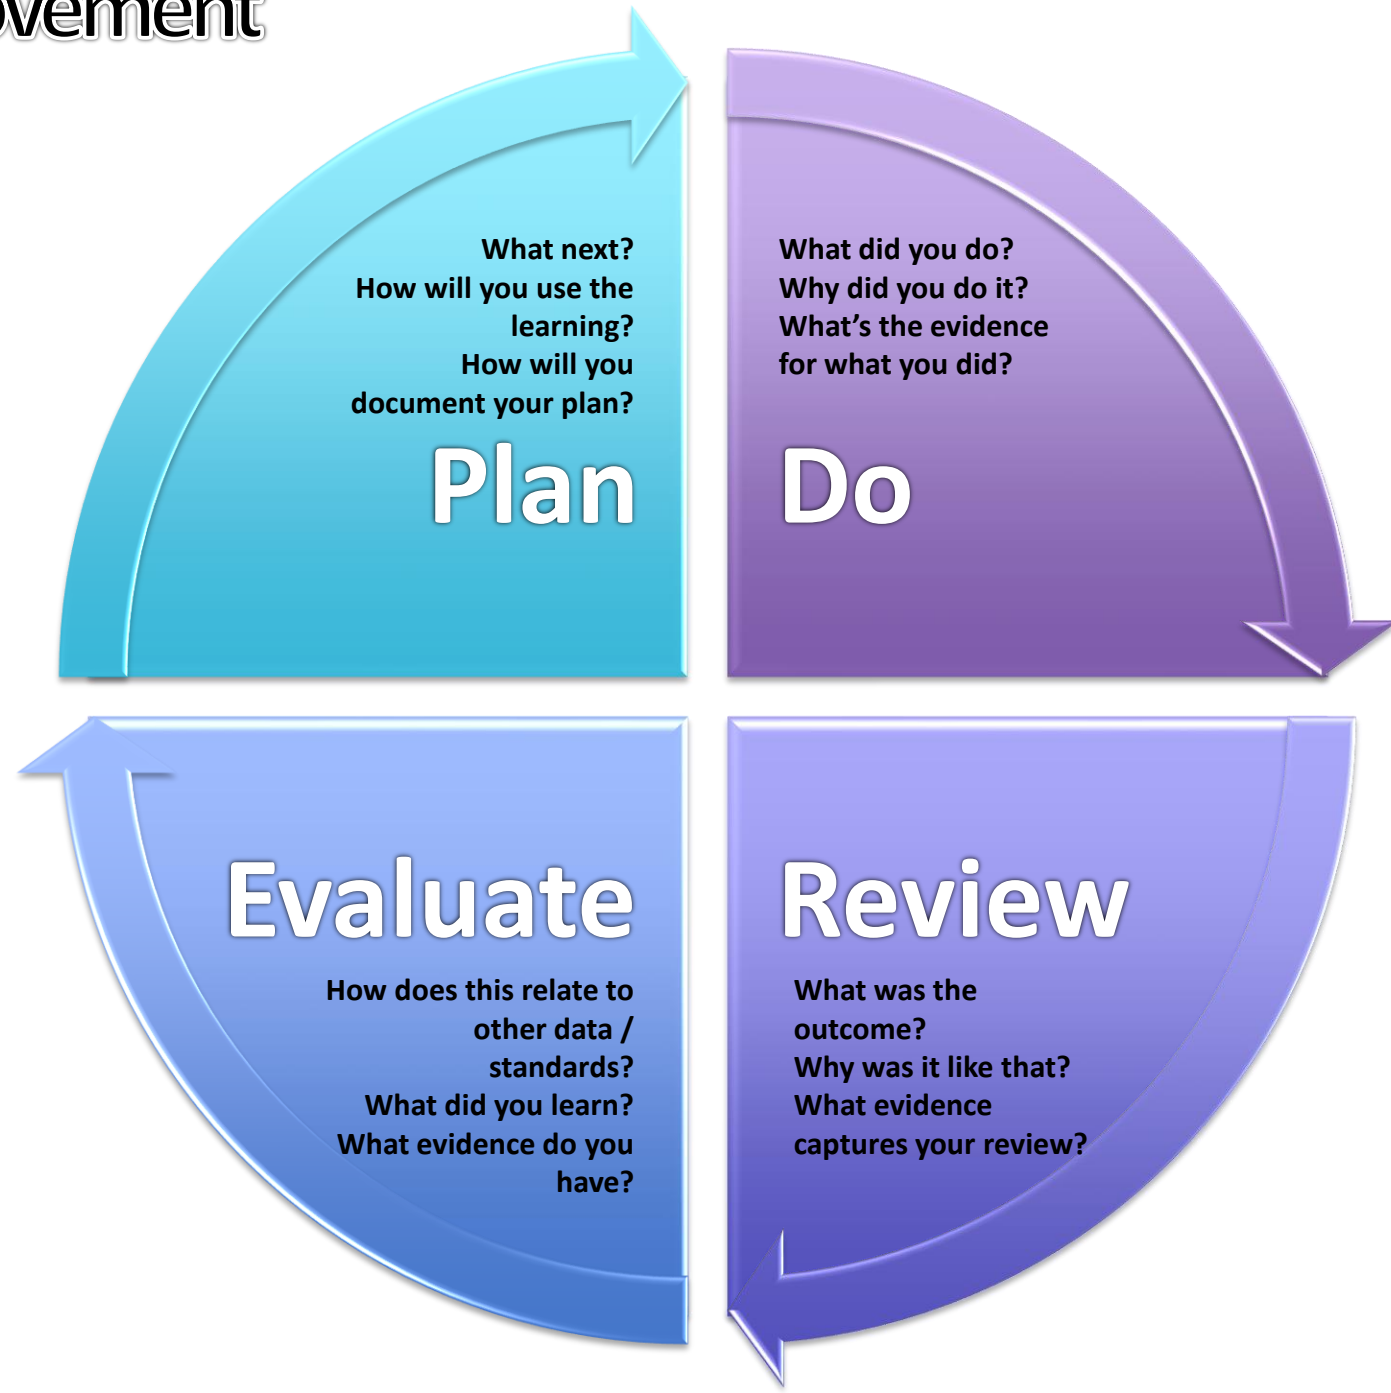 ovement
What next?
How will you use the
learning?
How will you
document your plan?
Plan
What did you do?
Why did you do it?
What’s the evidence
for what you did?
Do
Evaluate
How does this relate to
other data /
standards?
What did you learn?
What evidence do you
have?
Review
What was the
outcome?
Why was it like that?
What evidence
captures your review?